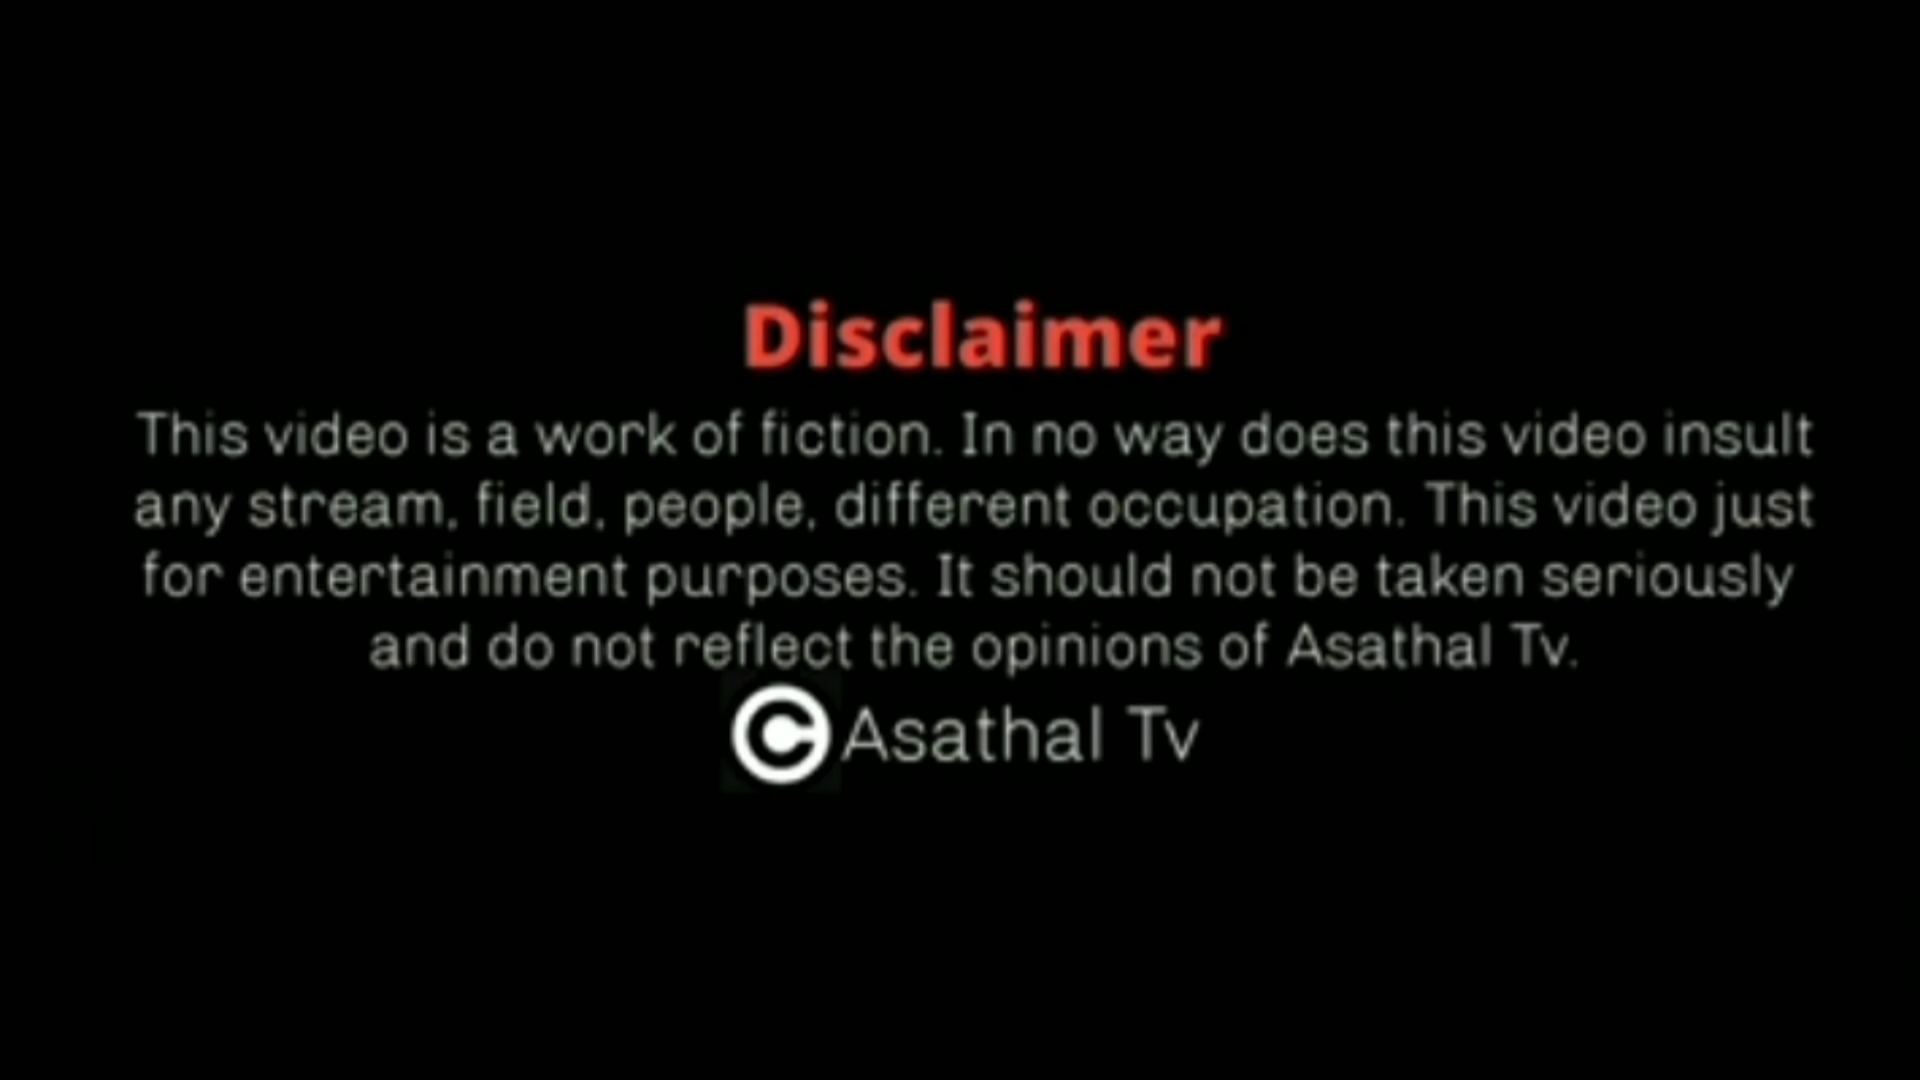 Disclaimer
This video is a work of fiction. In no way does this video insult
any stream, field, people, different occupation. This video just
for entertainment purposes. It should not be taken seriously
and do not reflect the opinions of Asathal Tv.
© Asathal Tv